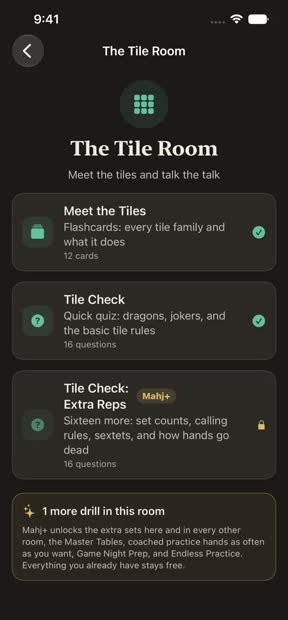 9:41
The Tile Room
The Tile Room
Meet the tiles and talk the talk
Meet the Tiles
Flashcards: every tile family and
what it does
12 cards
Tile Check
Quick quiz: dragons, jokers, and
the basic tile rules
16 questions
Tile Check:
Extra Reps
Mahj+
Sixteen more: set counts, calling
rules, sextets, and how hands go
dead
16 questions
1 more drill in this room
Mahj+ unlocks the extra sets here and in every other
room, the Master Tables, coached practice hands as often
as you want, Game Night Prep, and Endless Practice.
Everything you already have stays free.